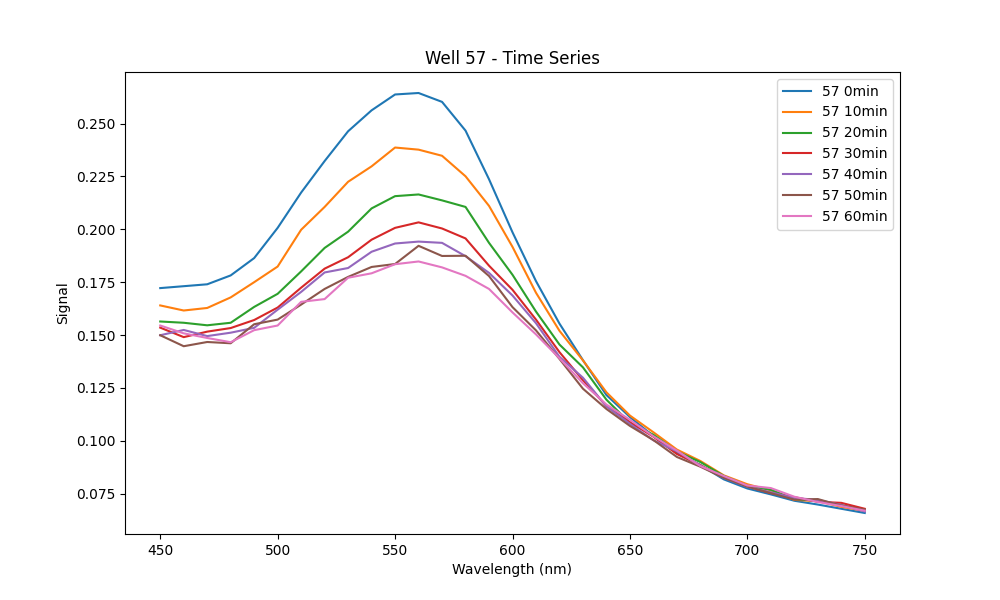 Well 57 - Time Series
57 0min
57 10min
57 20min
57 30min
57 40min
57 50min
57 60min
Signal
0.250
0.225
0.200
0.175
0.150
0.125
0.100
0.075
450 500 550 600 650 700 750
Wavelength (nm)